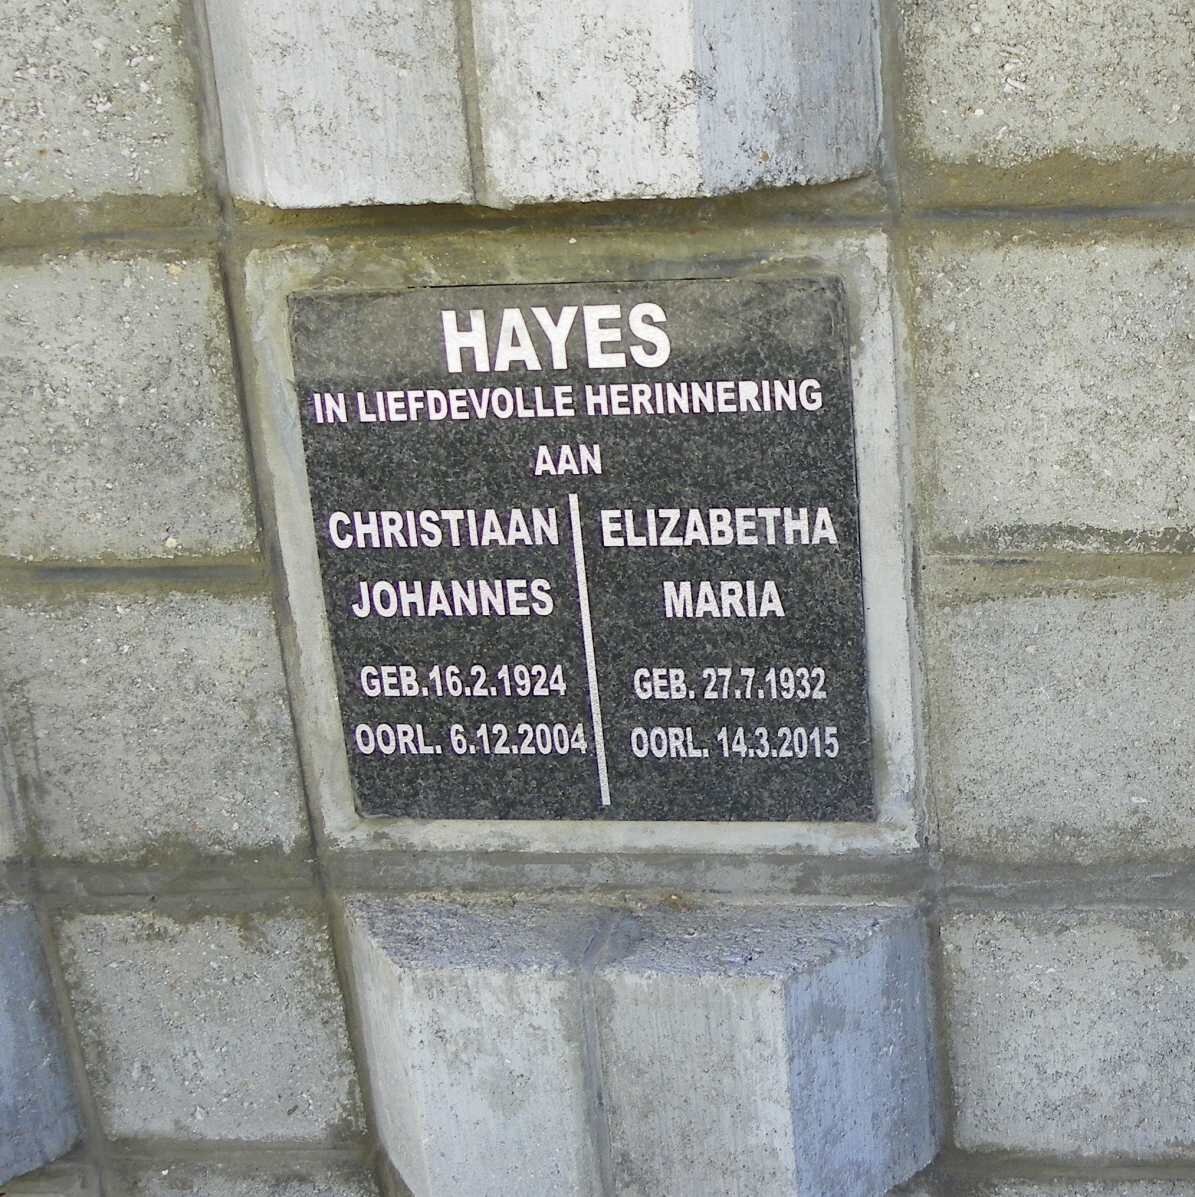 HAYES
IN LIEFDEVOLLE HERINNERING
AAN
CHRISTIAAN
JOHANNES
GEB.16.2.1924
OORL. 6.12.2004
ELIZABETHA
MARIA
GEB. 27.7.1932
OORL. 14.3.2015